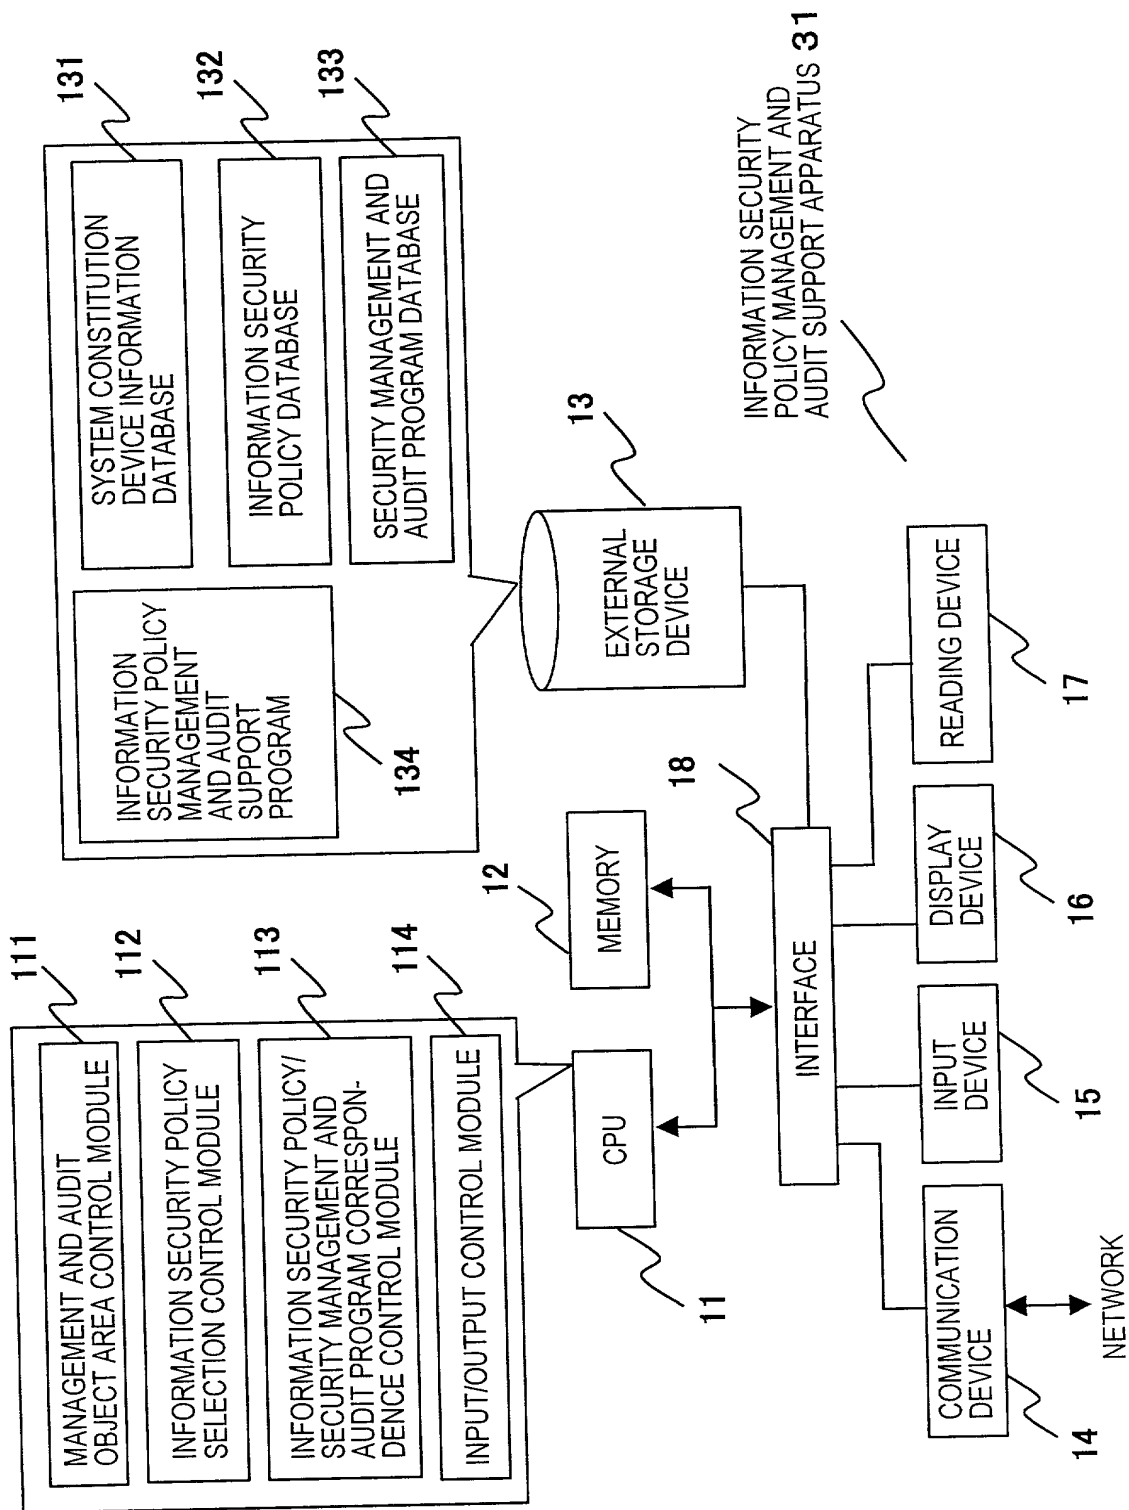 111
MANAGEMENT AND AUDIT
OBJECT AREA CONTROL MODULE
112
INFORMATION SECURITY POLICY
SELECTION CONTROL MODULE
113
INFORMATION SECURITY POLICY/
SECURITY MANAGEMENT AND
AUDIT PROGRAM CORRESPON-
DENCE CONTROL MODULE
114
INPUT/OUTPUT CONTROL MODULE
INFORMATION
SECURITY POLICY
MANAGEMENT
AND AUDIT
SUPPORT
PROGRAM
134
131
SYSTEM CONSTITUTION
DEVICE INFORMATION
DATABASE
132
INFORMATION SECURITY
POLICY DATABASE
133
SECURITY MANAGEMENT AND
AUDIT PROGRAM DATABASE
CPU
11
12
MEMORY
13
EXTERNAL
STORAGE
DEVICE
18
INTERFACE
INFORMATION SECURITY
POLICY MANAGEMENT AND
AUDIT SUPPORT APPARATUS 31
COMMUNICATION
DEVICE
14
NETWORK
INPUT
DEVICE
15
DISPLAY
DEVICE
16
READING DEVICE
17